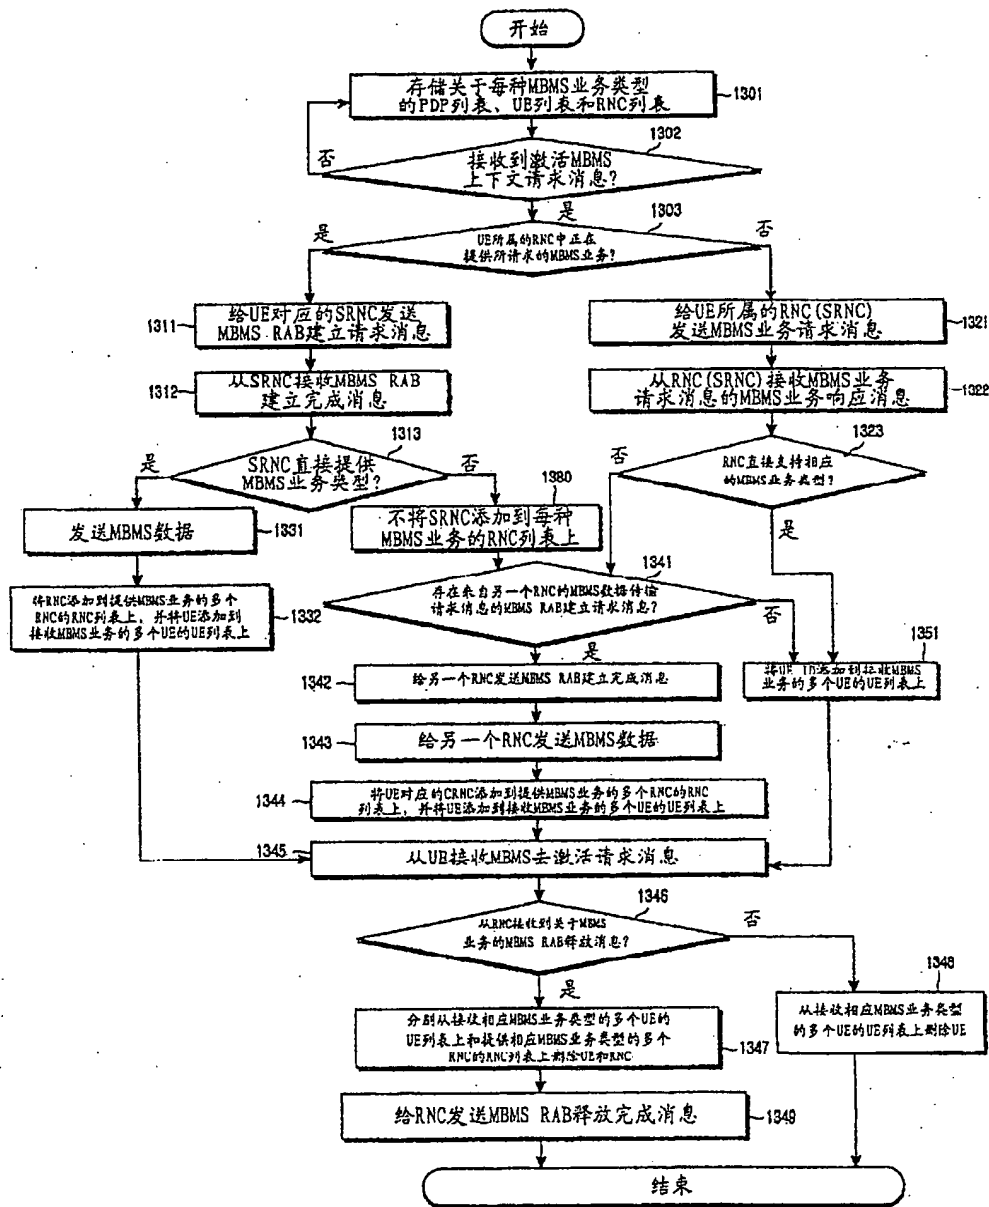 开始
存储关于每种MBMS业务类型
的PDP列表、UB列表和RNC列表
1301
1302
否
接收到激活MBMS
上下文请求消息?
是
1303
是
UE所属的RNC中正在
提供所请求的MBMS业务?
否
1311
给UE对应的SRNC发送
MBMS RAB建立请求消息
给UE所属的RNC(SRNC)
发送MBMS业务请求消息
1321
1312
从SRNC接收MBMS RAB
建立完成消息
从RNC(SRNC)接收MBMS业务
请求消息的MBMS业务响应消息
1322
1313
是
SRNC直接提供
MBMS业务类型?
否
1323
否
RNC直接支持相应
的MBMS业务类型?
是
1380
发送MBMS数据
1331
不将SRNC添加到每种
MBMS业务的RNC列表上
1341
将RNC添加到提供MBMS业务的多个
RNC的RNC列表上,并将UE添加到
接收MBMS业务的多个UE的UE列表上
1332
存在来自另一个RNC的MBMS数据传输
请求消息的MBMS RAB建立请求消息?
否
是
1351
将UE ID添加到接收MBMS
业务的多个UE的UE列表上
1342
给另一个RNC发送MBMS RAB建立完成消息
1343
给另一个RNC发送MBMS数据
1344
将UE对应的CRNC添加到提供MBMS业务的多个RNC的RNC
列表上,并将UE添加到接收MBMS业务的多个UE的UE列表上
1345
从UB接收MBMS去激活请求消息
1346
从RNC接收到关于MBMS
业务的MBMS RAB释放消息?
否
是
1348
从接收相应MBMS业务类型
的多个UE的UE列表上删除UE
分别从接收相应MBMS业务类型的多个UE的
UE列表上和提供相应MBMS业务类型的多个
RNC的RNC列表上删除UE和RNC
1347
给RNC发送MBMS RAB释放完成消息
1349
结束